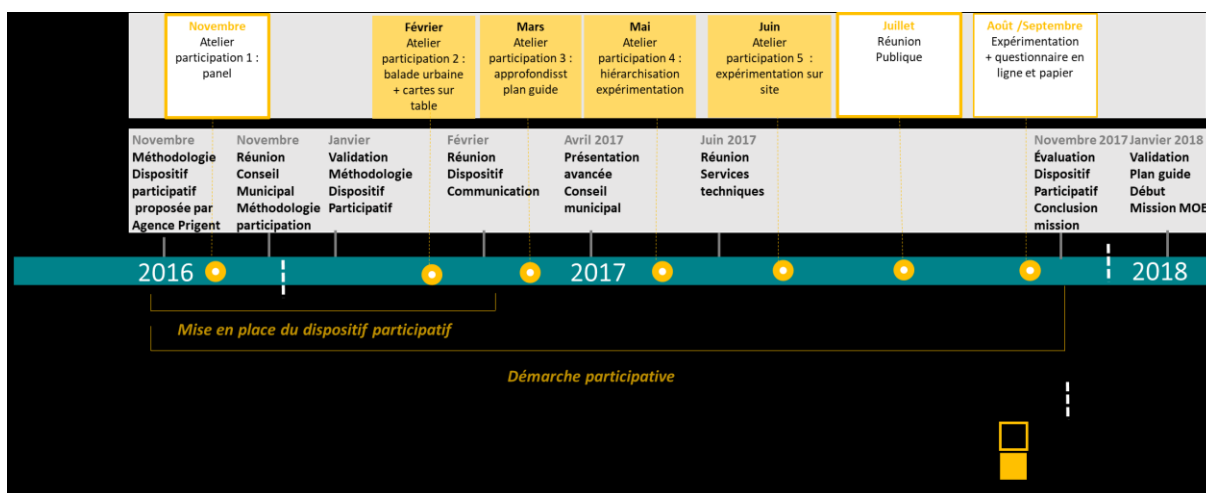 Novembre
Atelier
participation 1 :
panel
Février
Atelier
participation 2 :
balade urbaine
+ cartes sur
table
Mars
Atelier
participation 3 :
approfondisst
plan guide
Mai
Atelier
participation 4 :
hiérarchisation
expérimentation
Juin
Atelier
participation 5 :
expérimentation sur
site
Juillet
Réunion
Publique
Août /Septembre
Expérimentation
+ questionnaire en
ligne et papier
Novembre
Méthodologie
Dispositif
participatif
proposée par
Agence Prigent
Novembre
Réunion
Conseil
Municipal
Méthodologie
participation
Janvier
Validation
Méthodologie
Dispositif
Participatif
Février
Réunion
Dispositif
Communication
Avril 2017
Présentation
avancée
Conseil
municipal
Juin 2017
Réunion
Services
techniques
Novembre 2017
Évaluation
Dispositif
Participatif
Conclusion
mission
Janvier 2018
Validation
Plan guide
Début
Mission MOE
2016
2017
2018
Mise en place du dispositif participatif
Démarche participative